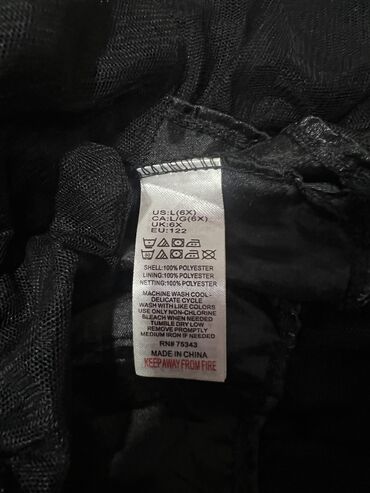 US:L(6X)
CA:L/G(6X)
UK:6X
EU:122
SHELL:100% POLYESTER
LINING:100% POLYESTER
NETTING:100% POLYESTER
MACHINE WASH COOL-
DELICATE CYCLE
WASH WITH LIKE COLORS
USE ONLY NON-CHLORINE
BLEACH WHEN NEEDED
TUMBLE DRY LOW
REMOVE PROMPTLY
MEDIUM IRON IF NEEDED
RN# 75343
MADE IN CHINA
KEEP AWAY FROM FIRE